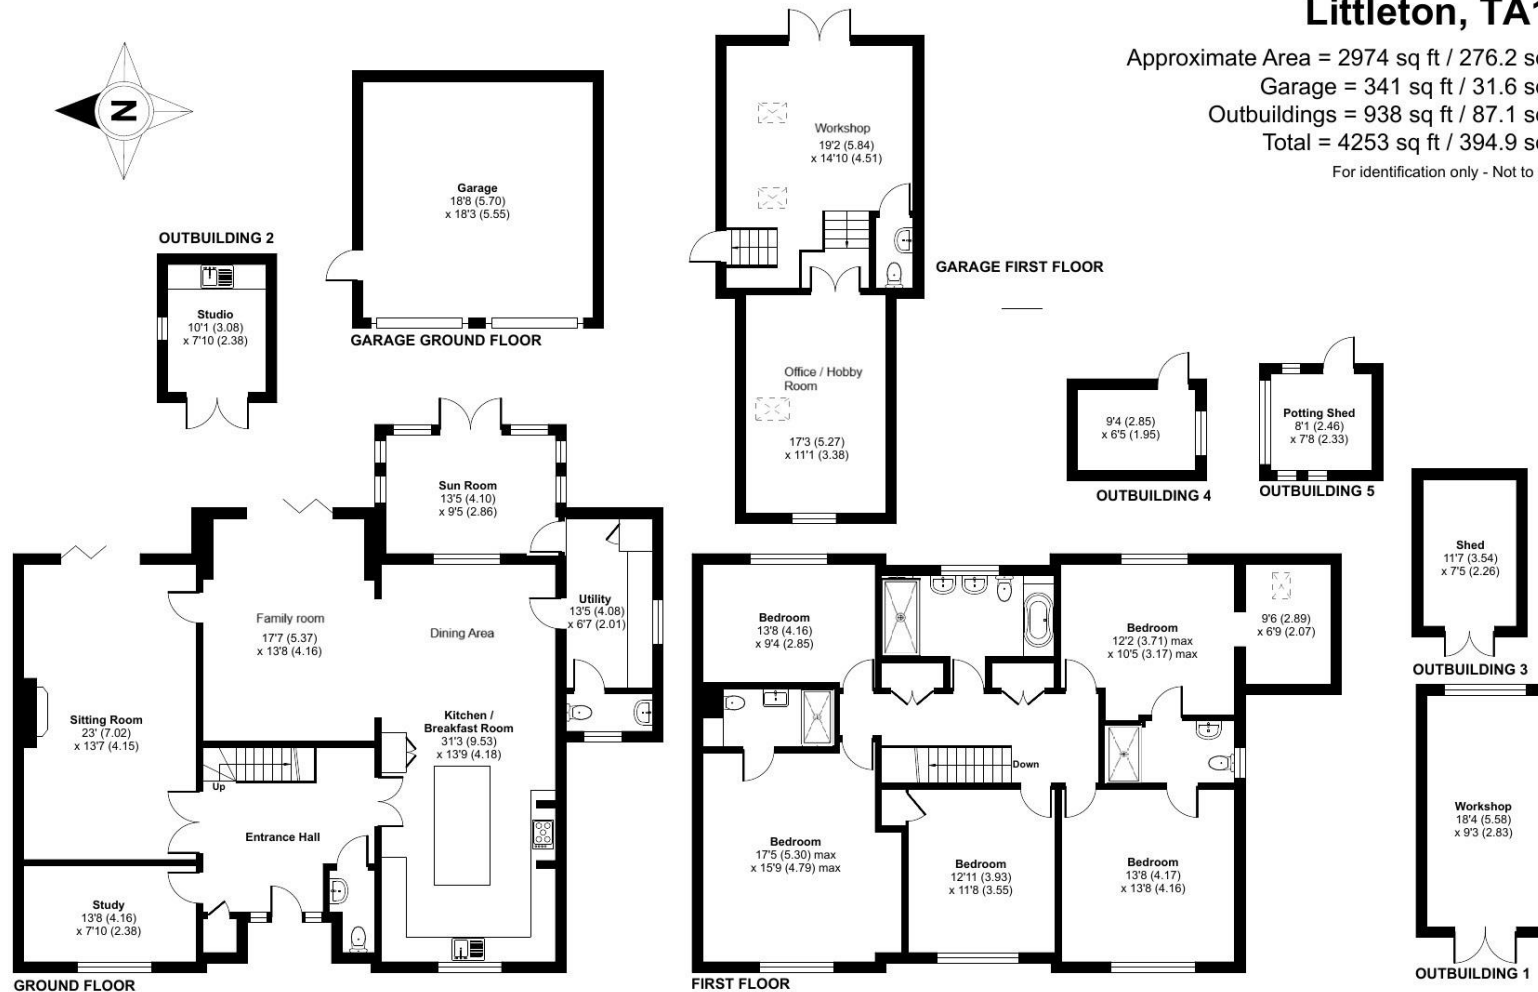 Littleton, TA1
Approximate Area = 2974 sq ft / 276.2 s
Garage = 341 sq ft / 31.6 s
Outbuildings = 938 sq ft / 87.1 s
Total = 4253 sq ft / 394.9 s
For identification only - Not to
N
Garage
18'8 (5.70)
x 18'3 (5.55)
GARAGE GROUND FLOOR
OUTBUILDING 2
Studio
10'1 (3.08)
x 7'10 (2.38)
Workshop
19'2 (5.84)
x 14'10 (4.51)
GARAGE FIRST FLOOR
Office / Hobby
Room
17'3 (5.27)
x 11'1 (3.38)
9'4 (2.85)
x 6'5 (1.95)
OUTBUILDING 4
Potting Shed
8'1 (2.46)
x 7'8 (2.33)
OUTBUILDING 5
Shed
11'7 (3.54)
x 7'5 (2.26)
OUTBUILDING 3
Workshop
18'4 (5.58)
x 9'3 (2.83)
OUTBUILDING 1
Sun Room
13'5 (4.10)
x 9'5 (2.86)
Utility
13'5 (4.08)
x 6'7 (2.01)
Family room
17'7 (5.37)
x 13'8 (4.16)
Dining Area
Sitting Room
23' (7.02)
x 13'7 (4.15)
Kitchen /
Breakfast Room
31'3 (9.53)
x 13'9 (4.18)
Up
Entrance Hall
Study
13'8 (4.16)
x 7'10 (2.38)
GROUND FLOOR
Bedroom
13'8 (4.16)
x 9'4 (2.85)
Bedroom
12'2 (3.71) max
x 10'5 (3.17) max
9'6 (2.89)
x 6'9 (2.07)
Down
Bedroom
17'5 (5.30) max
x 15'9 (4.79) max
Bedroom
12'11 (3.93)
x 11'8 (3.55)
Bedroom
13'8 (4.17)
x 13'8 (4.16)
FIRST FLOOR